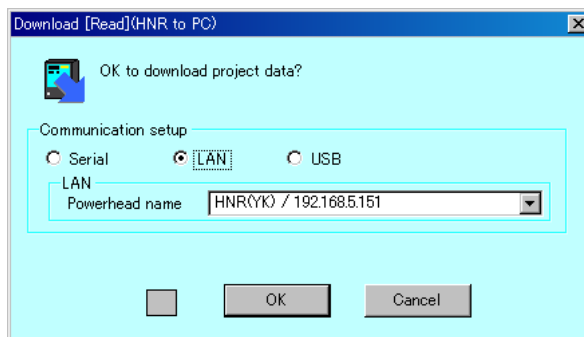 Download [Read](HNR to PC)
OK to download project data?
Communication setup
Serial LAN USB
LAN
Powerhead name HNR(YK) / 192.168.5.151
OK Cancel